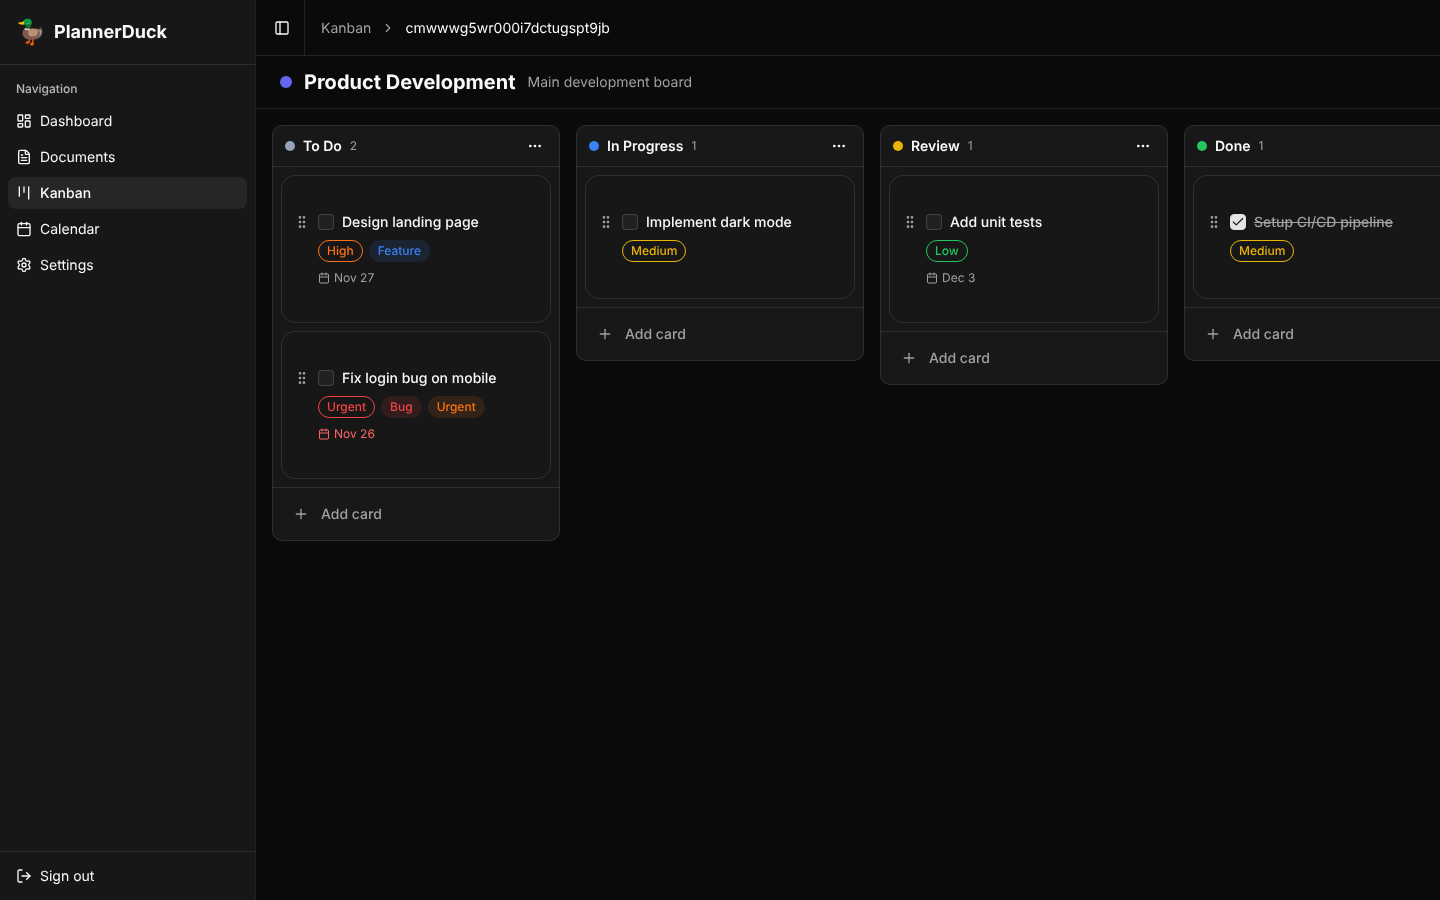 PlannerDuck
Navigation
Dashboard
Documents
Kanban
Calendar
Settings
Sign out
Kanban > cmwwwg5wr000i7dctugspt9jb
Product Development Main development board
To Do 2
Design landing page
High Feature
Nov 27
Fix login bug on mobile
Urgent Bug Urgent
Nov 26
Add card
In Progress 1
Implement dark mode
Medium
Add card
Review 1
Add unit tests
Low
Dec 3
Add card
Done 1
Setup CI/CD pipeline
Medium
Add card